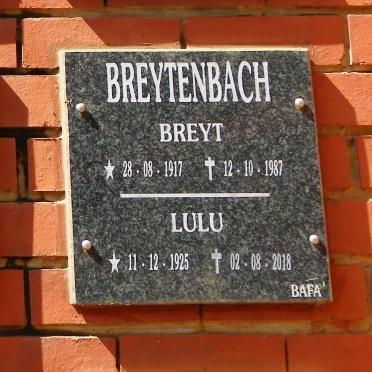 BREYTENBACH
BREYT
28 · 08 · 1917 12 · 10 · 1987
LULU
11 · 12 · 1925 02 · 08 · 2018
BAFA